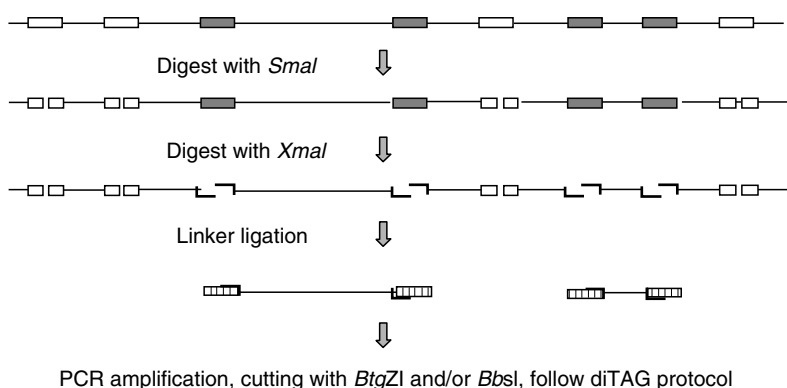 Digest with SmaI
Digest with XmaI
Linker ligation
PCR amplification, cutting with BtgZI and/or BbsI, follow diTAG protocol